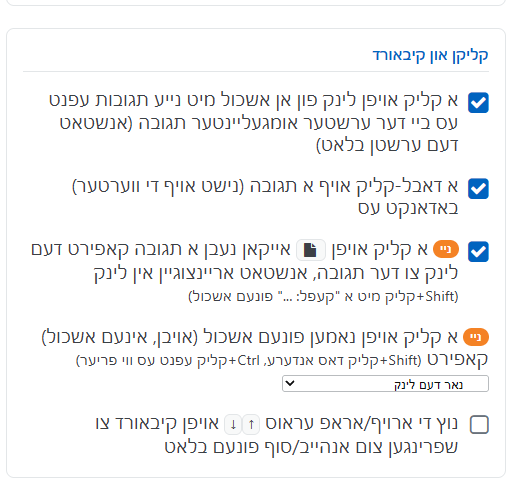 קליקן און קיבאורד
א קליק אויפן לינק פון אן אשכול מיט נייע תגובות עפנט
עס ביי דער ערשטער אומגעליינטער תגובה (אנשטאט
דעם ערשטן בלאט)
א דאבל-קליק אויף א תגובה (נישט אויף די ווערטער)
באדאנקט עס
ניי א קליק אויפן אייקאן נעבן א תגובה קאפירט דעם
לינק צו דער תגובה, אנשטאט אריינצוגיין אין לינק
(Shift+קליק מיט א "קעפל: ..." פונעם אשכול)
ניי א קליק אויפן נאמען פונעם אשכול (אויבן, אינעם אשכול)
קאפירט (Shift+קליק דאס אנדערע, Ctrl+קליק עפנט עס ווי פריער)
נאר דעם לינק
נוץ די ארויף/אראפ עראוס ↑ ↓ אויפן קיבאורד צו
שפרינגען צום אנהייב/סוף פונעם בלאט